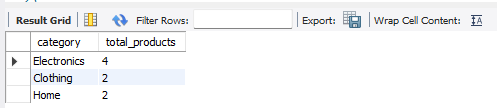 Result Grid Filter Rows: Export: Wrap Cell Content:
category total_products
Electronics 4
Clothing 2
Home 2